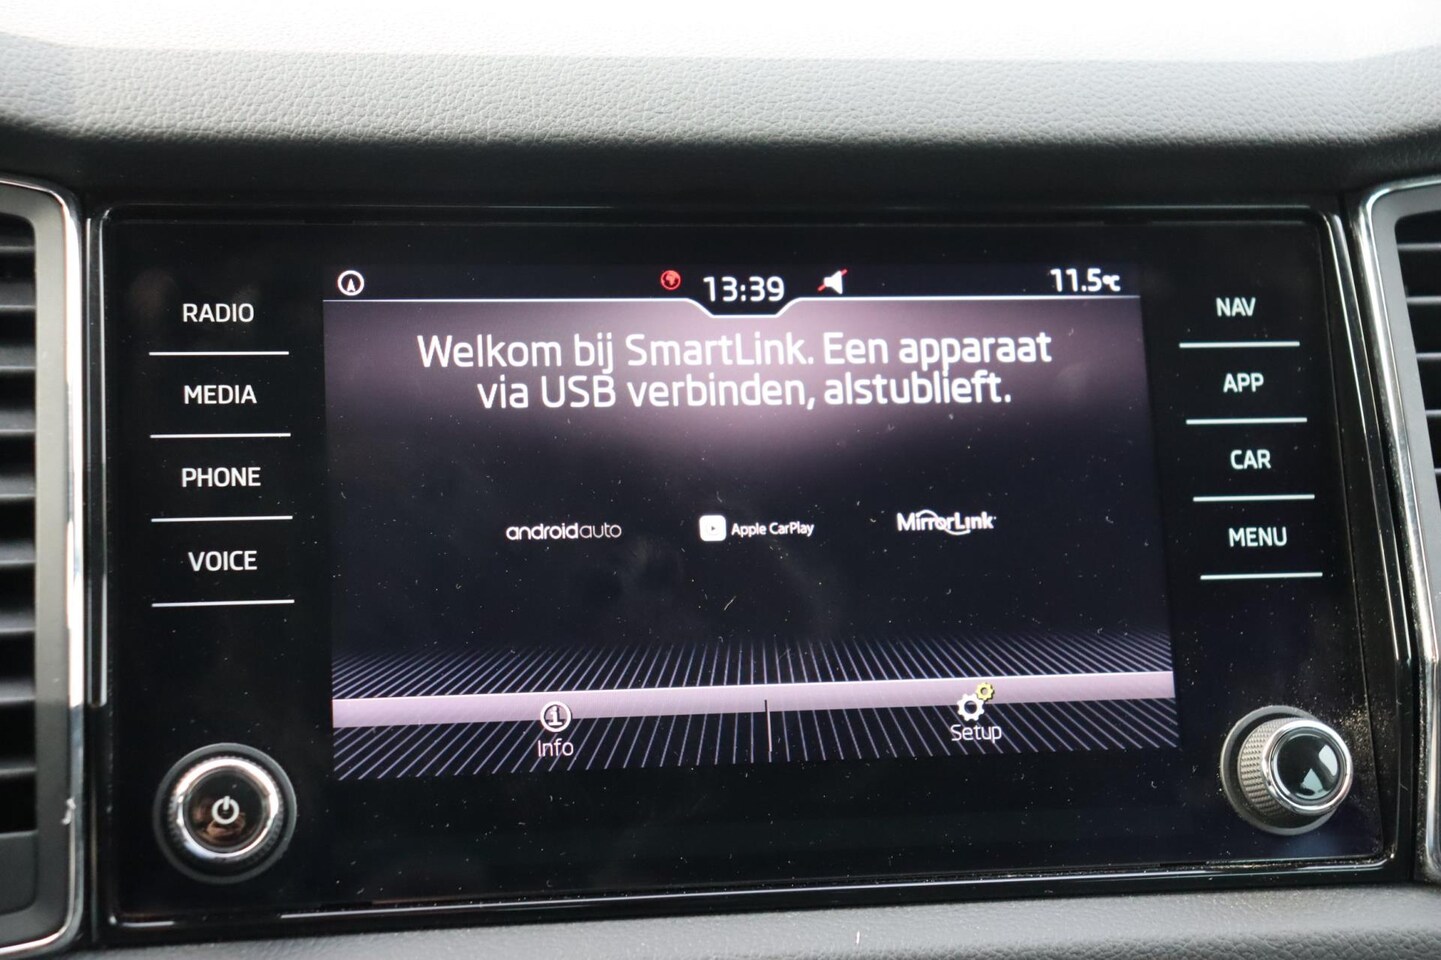 13:39
11.5°C
RADIO
MEDIA
PHONE
VOICE
Welkom bij SmartLink. Een apparaat
via USB verbinden, alstublieft.
androidauto
Apple CarPlay
MirrorLink
Info
Setup
NAV
APP
CAR
MENU